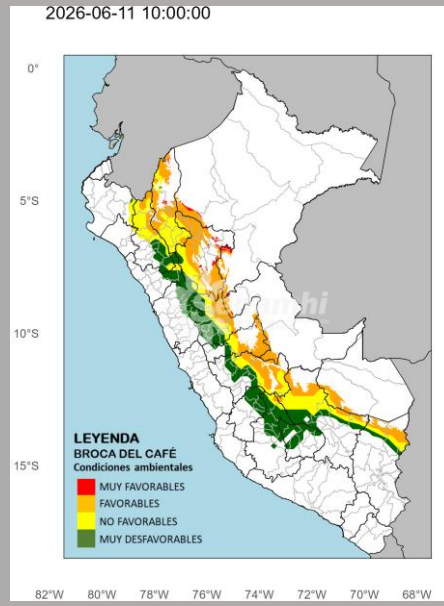 2026-06-11 10:00:00
0°
5°S
10°S
15°S
senamhi
LEYENDA
BROCA DEL CAFÉ
Condiciones ambientales
MUY FAVORABLES
FAVORABLES
NO FAVORABLES
MUY DESFAVORABLES
82°W 80°W 78°W 76°W 74°W 72°W 70°W 68°W